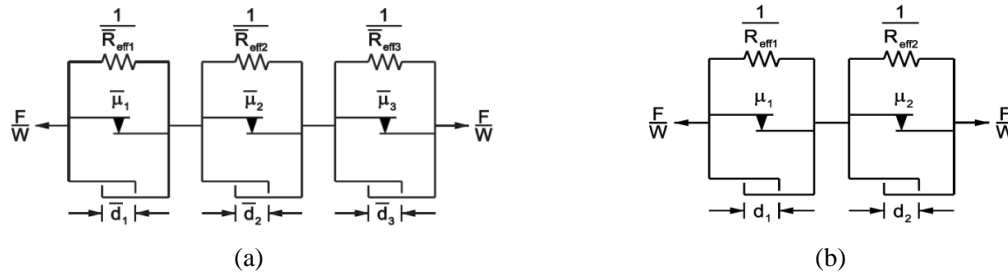 1/R̅eff1 1/R̅eff2 1/R̅eff3 1/Reff1 1/Reff2
F/W μ̅1 μ̅2 μ̅3 F/W F/W μ1 μ2 F/W
d̅1 d̅2 d̅3 d1 d2
(a) (b)